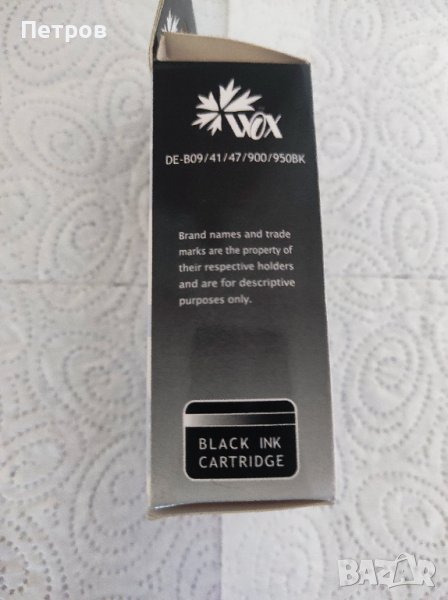 Петров
WOX
DE-B09/41/47/900/950BK
Brand names and trade
marks are the property of
their respective holders
and are for descriptive
purposes only.
BLACK INK
CARTRIDGE
BAZAR